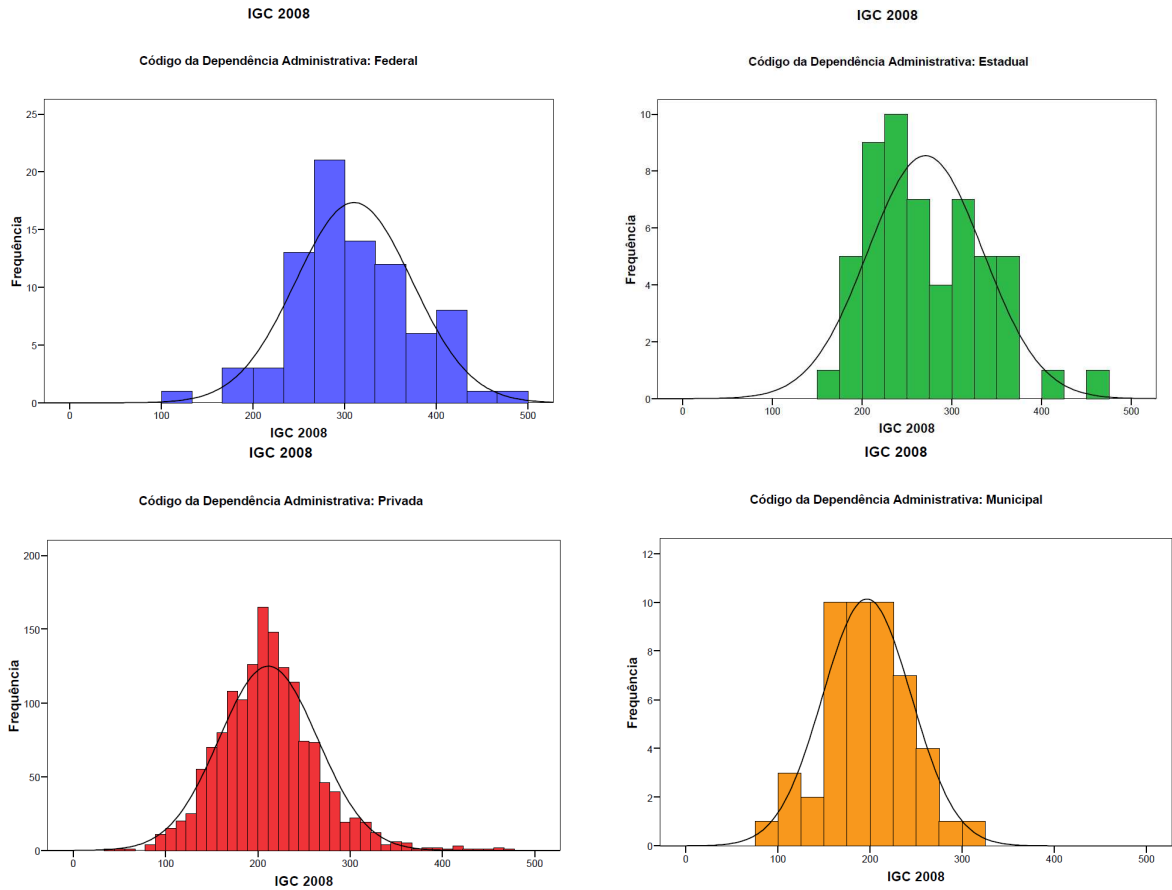 IGC 2008
Código da Dependência Administrativa: Federal
Frequência
25
20
15
10
5
0
0 100 200 300 400 500
IGC 2008
IGC 2008
Código da Dependência Administrativa: Estadual
Frequência
10
8
6
4
2
0
0 100 200 300 400 500
IGC 2008
IGC 2008
Código da Dependência Administrativa: Privada
Frequência
200
150
100
50
0
0 100 200 300 400 500
IGC 2008
IGC 2008
Código da Dependência Administrativa: Municipal
Frequência
12
10
8
6
4
2
0
0 100 200 300 400 500
IGC 2008